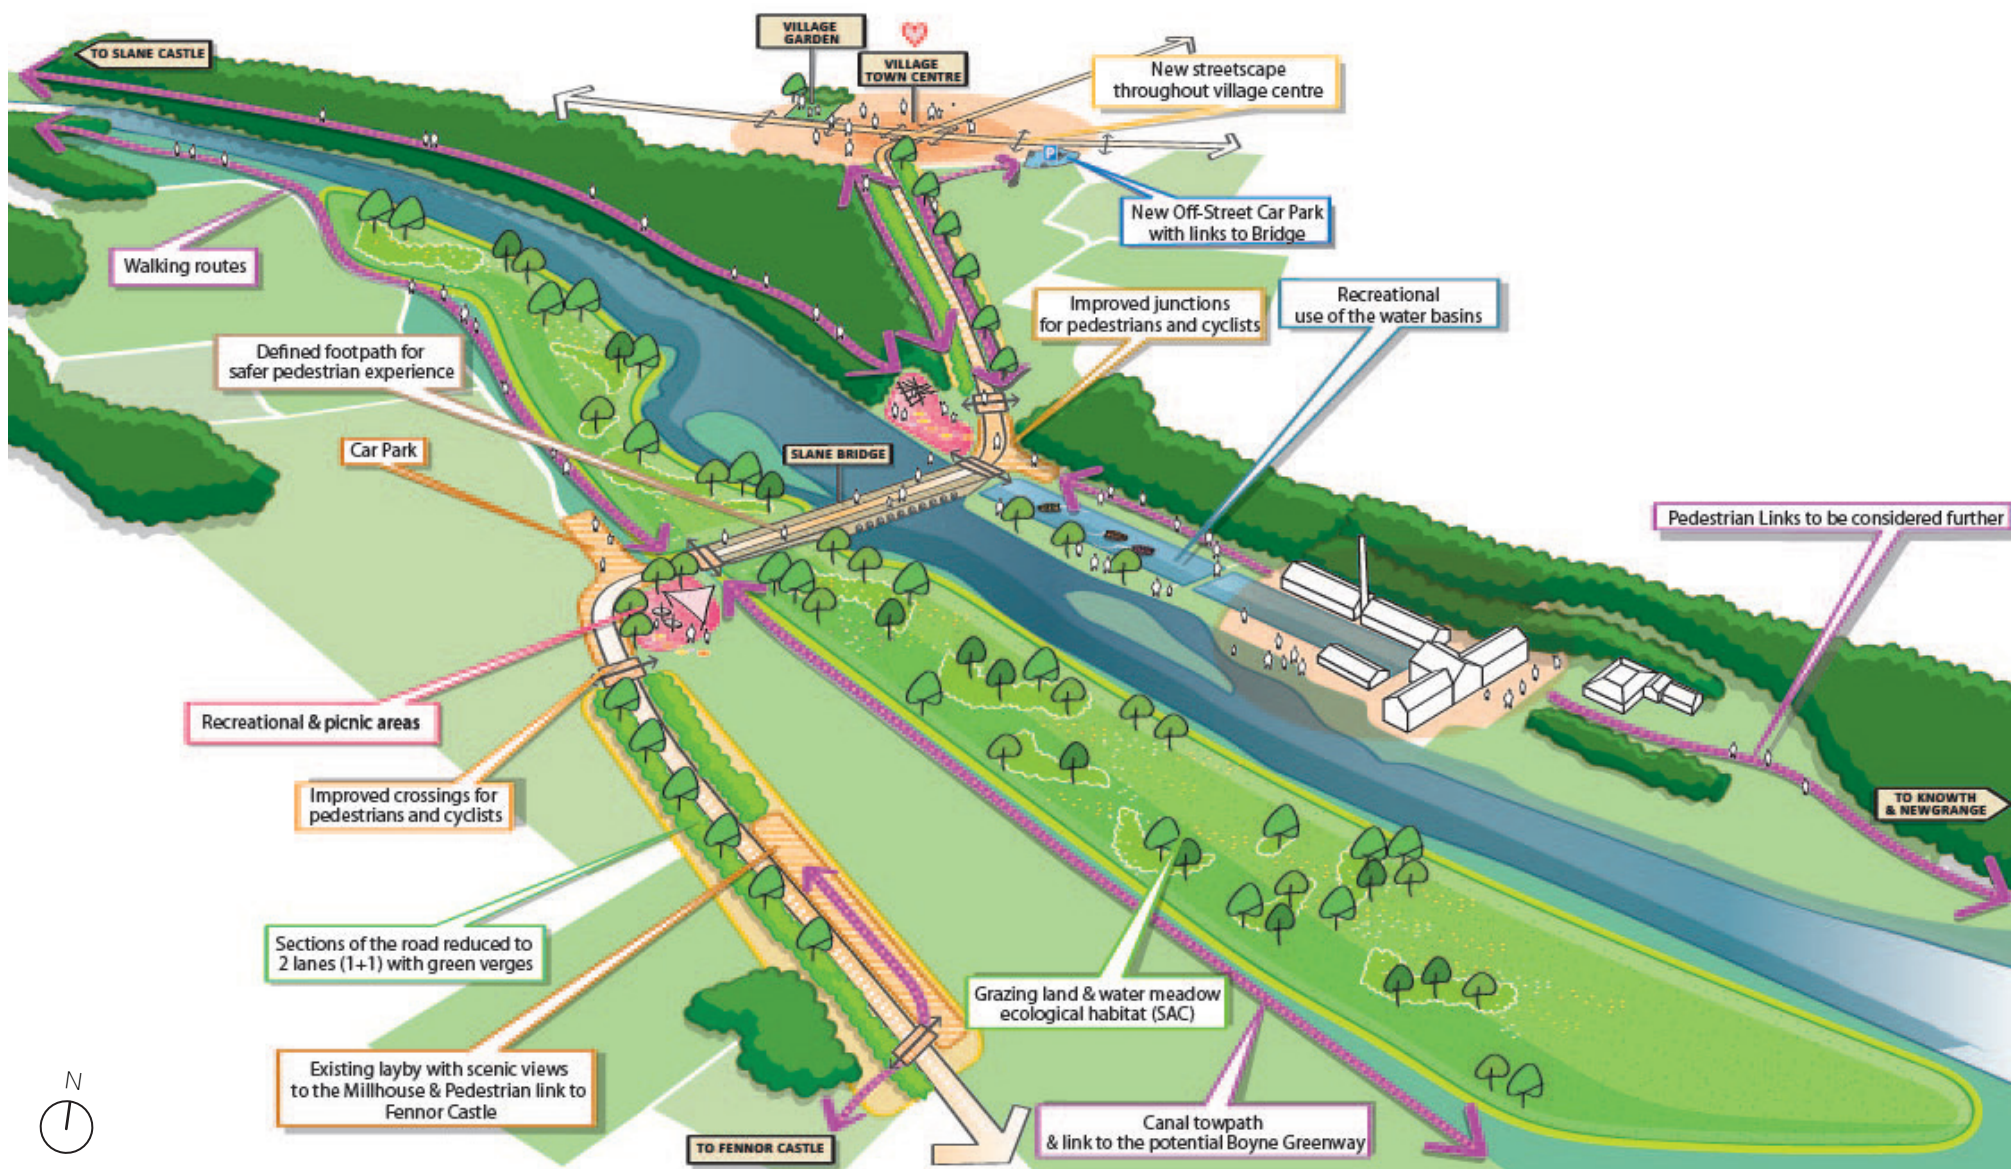 TO SLANE CASTLE
VILLAGE
GARDEN
VILLAGE
TOWN CENTRE
New streetscape
throughout village centre
P
New Off-Street Car Park
with links to Bridge
Walking routes
Improved junctions
for pedestrians and cyclists
Recreational
use of the water basins
Defined footpath for
safer pedestrian experience
Car Park
SLANE BRIDGE
Pedestrian Links to be considered further
Recreational & picnic areas
Improved crossings for
pedestrians and cyclists
TO KNOWTH
& NEWGRANGE
Sections of the road reduced to
2 lanes (1+1) with green verges
Grazing land & water meadow
ecological habitat (SAC)
Existing layby with scenic views
to the Millhouse & Pedestrian link to
Fennor Castle
N
Canal towpath
& link to the potential Boyne Greenway
TO FENNOR CASTLE